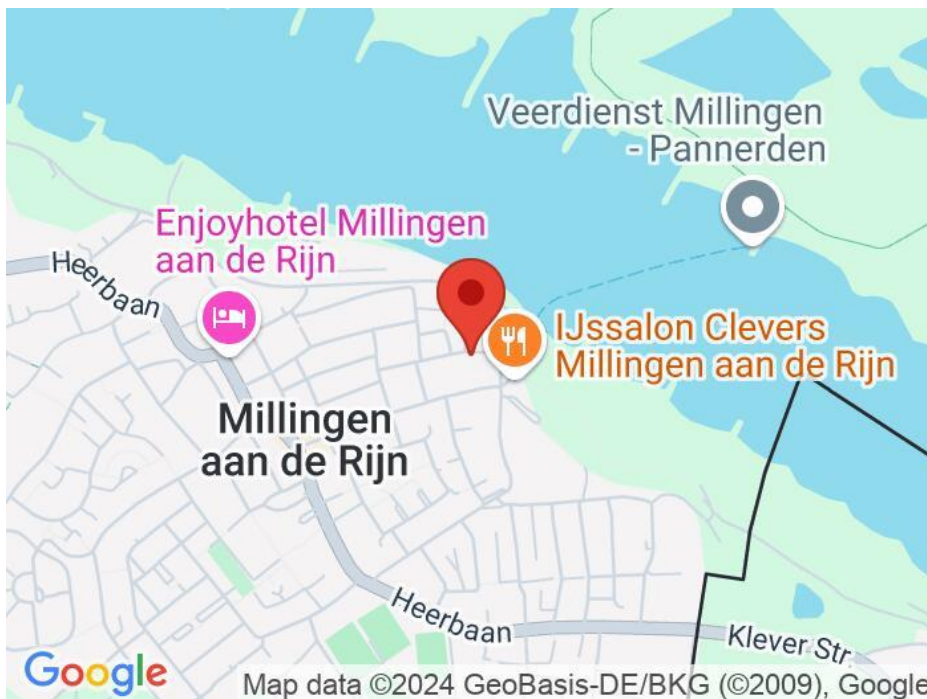 Veerdienst Millingen
- Pannerden
Enjoyhotel Millingen
aan de Rijn
Heerbaan
IJssalon Clevers
Millingen aan de Rijn
Millingen
aan de Rijn
Heerbaan
Klever Str.
Google
Map data ©2024 GeoBasis-DE/BKG (©2009), Google